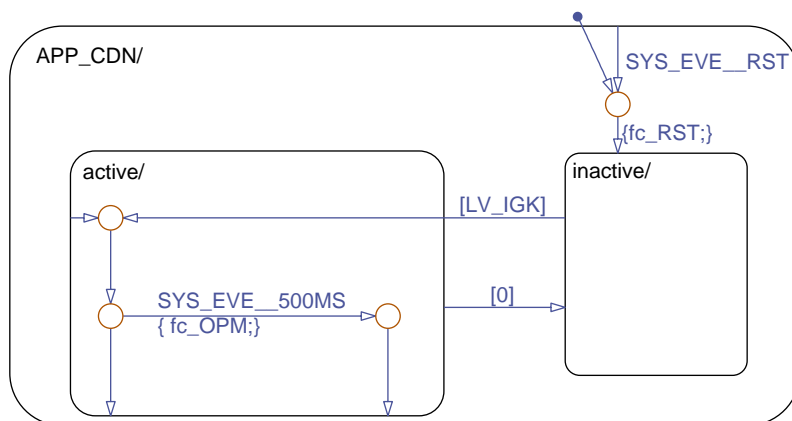 APP_CDN/
SYS_EVE__RST
{fc_RST;}
active/
inactive/
[LV_IGK]
SYS_EVE__500MS
{ fc_OPM;}
[0]